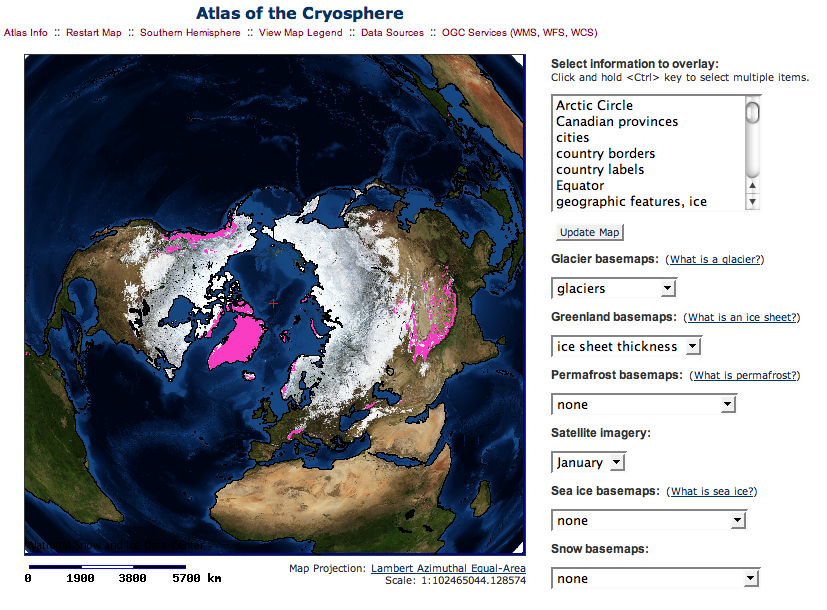 Atlas of the Cryosphere
Atlas Info :: Restart Map :: Southern Hemisphere :: View Map Legend :: Data Sources :: OGC Services (WMS, WFS, WCS)
Select information to overlay:
Click and hold <Ctrl> key to select multiple items.
Arctic Circle
Canadian provinces
cities
country borders
country labels
Equator
geographic features, ice
Update Map
Glacier basemaps: (What is a glacier?)
glaciers
Greenland basemaps: (What is an ice sheet?)
ice sheet thickness
Permafrost basemaps: (What is permafrost?)
none
Satellite imagery:
January
Sea ice basemaps: (What is sea ice?)
none
Snow basemaps:
none
0 1900 3800 5700 km
Map Projection: Lambert Azimuthal Equal-Area
Scale: 1:102465044.128574